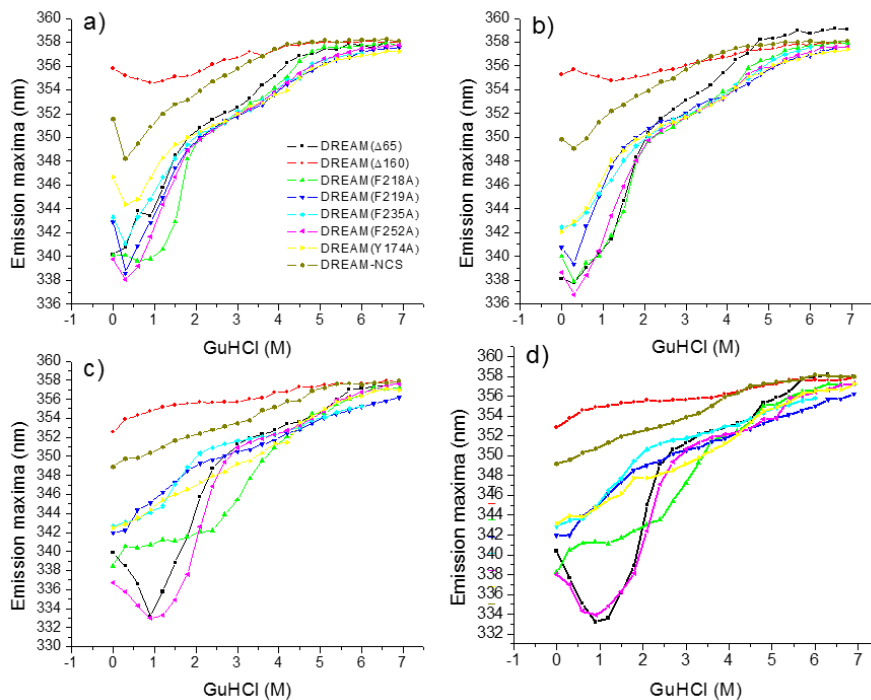 a)
Emission maxima (nm)
360
358
356
354
352
350
348
346
344
342
340
338
336
DREAM(Δ65)
DREAM(Δ160)
DREAM(F218A)
DREAM(F219A)
DREAM(F235A)
DREAM(F252A)
DREAM(Y174A)
DREAM-NCS
-1 0 1 2 3 4 5 6 7
GuHCl (M)
b)
Emission maxima (nm)
360
358
356
354
352
350
348
346
344
342
340
338
336
-1 0 1 2 3 4 5 6 7
GuHCl (M)
c)
Emission maxima (nm)
360
358
356
354
352
350
348
346
344
342
340
338
336
334
332
330
-1 0 1 2 3 4 5 6 7
GuHCl (M)
d)
Emission maxima (nm)
360
358
356
354
352
350
348
346
344
342
340
338
336
334
332
-1 0 1 2 3 4 5 6 7
GuHCl (M)